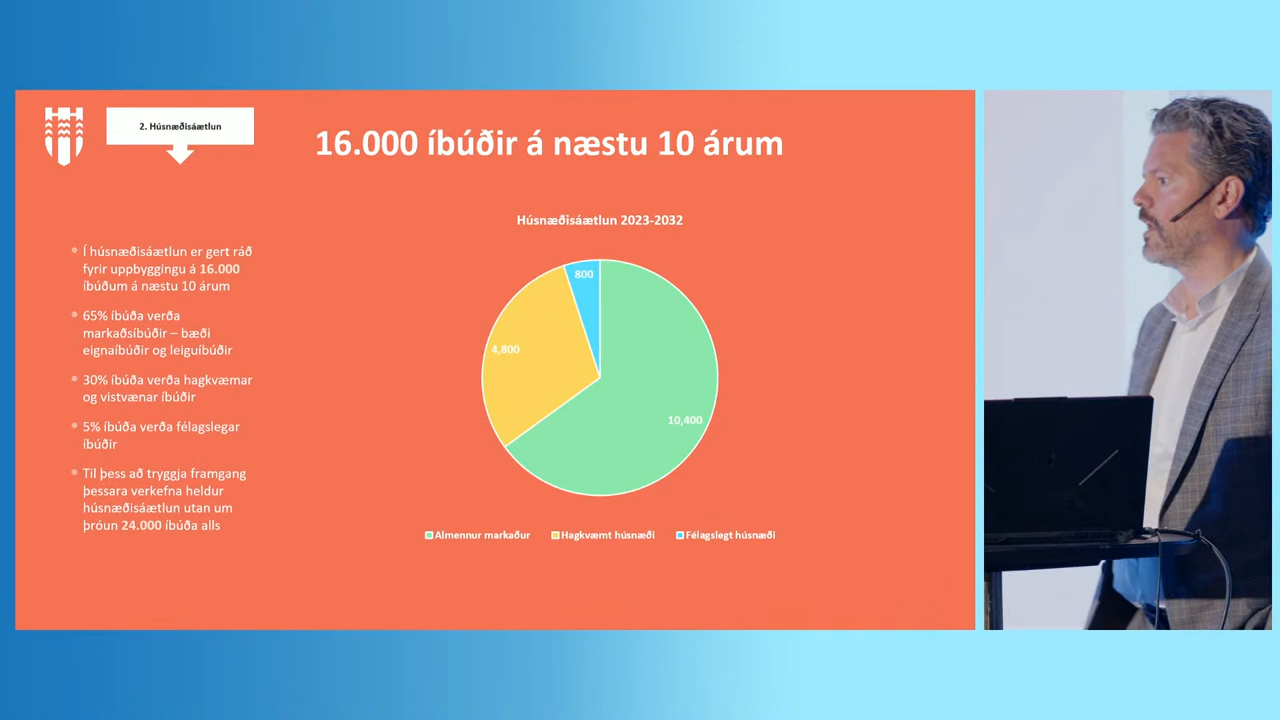 2. Húsnæðisáætlun
16.000 íbúðir á næstu 10 árum
Í húsnæðisáætlun er gert ráð
fyrir uppbyggingu á 16.000
íbúðum á næstu 10 árum
65% íbúða verða
markaðsíbúðir – bæði
eignaíbúðir og leiguíbúðir
30% íbúða verða hagkvæmar
og vistvænar íbúðir
5% íbúða verða félagslegar
íbúðir
Til þess að tryggja framgang
þessara verkefna heldur
húsnæðisáætlun utan um
þróun 24.000 íbúða alls
Húsnæðisáætlun 2023-2032
800
4,800
10,400
Almennur markaður
Hagkvæmt húsnæði
Félagslegt húsnæði